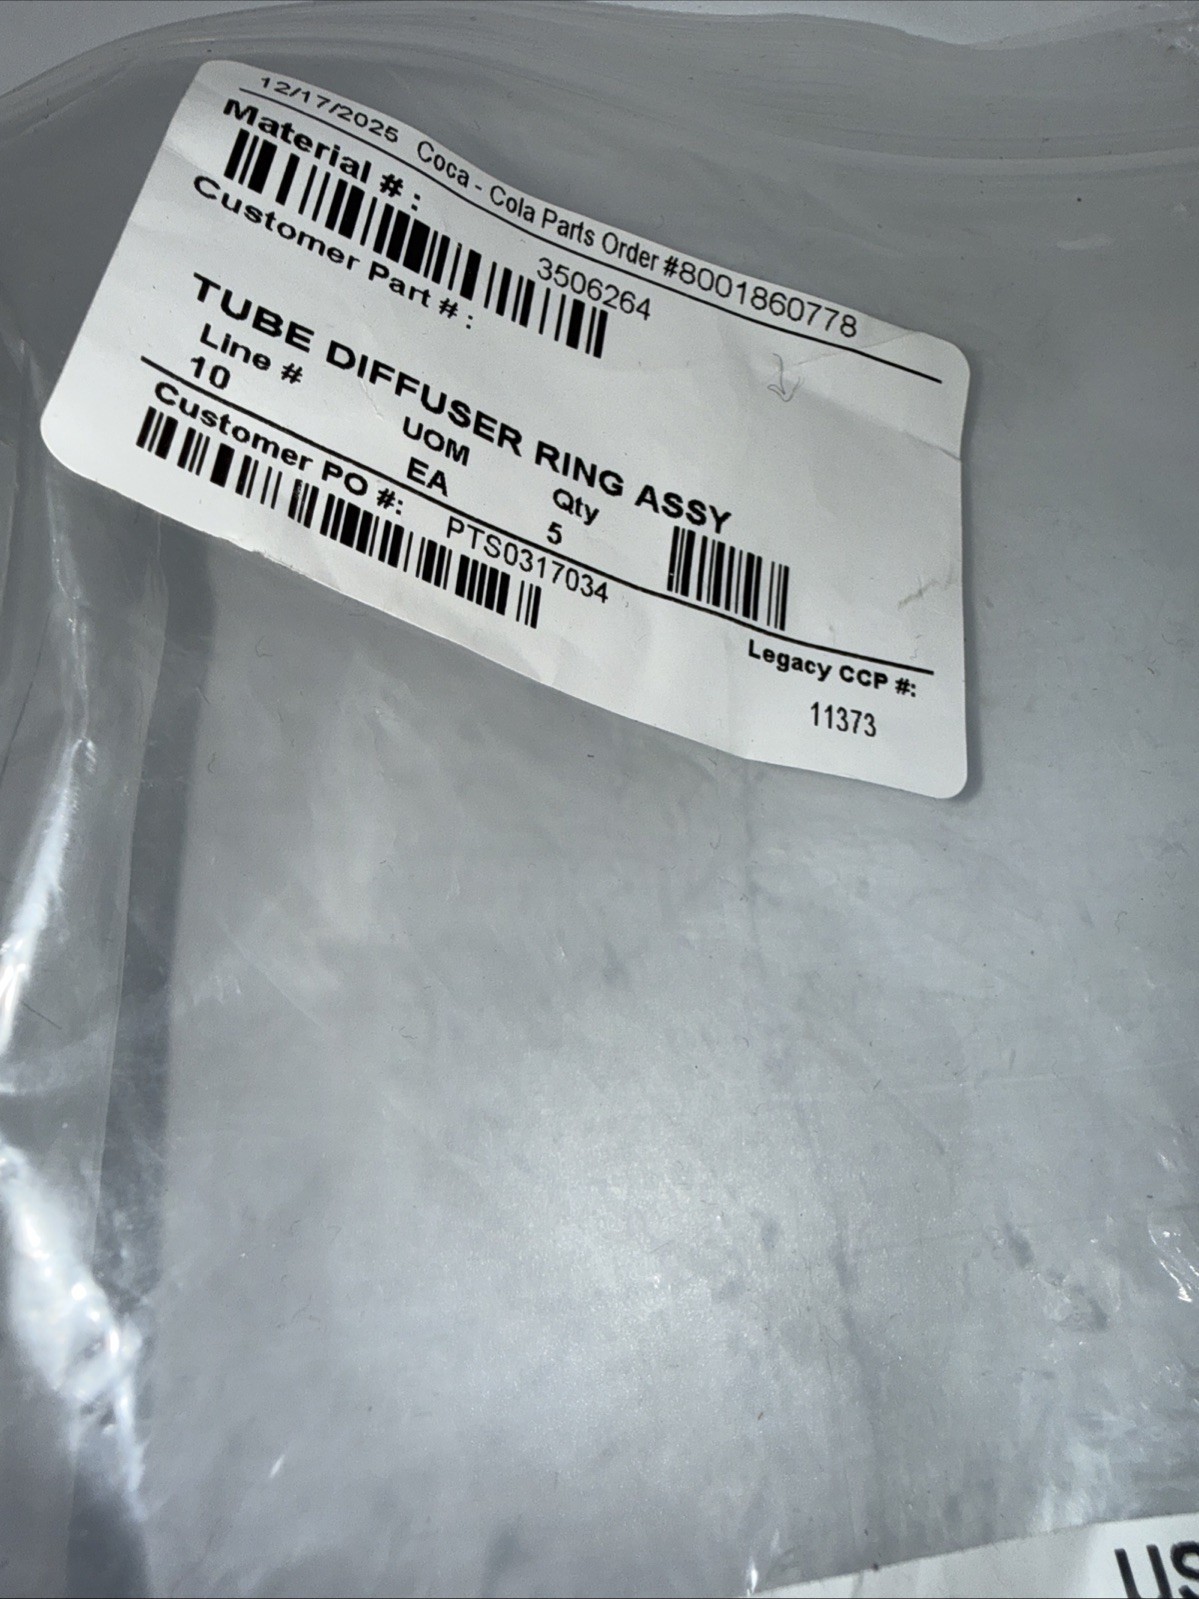 12/17/2025 Coca - Cola Parts Order #8001860778
Material # :
3506264
Customer Part # :
TUBE DIFFUSER RING ASSY
Line # UOM Qty
10 EA 5
Customer PO #: PTS0317034
Legacy CCP #:
11373
US